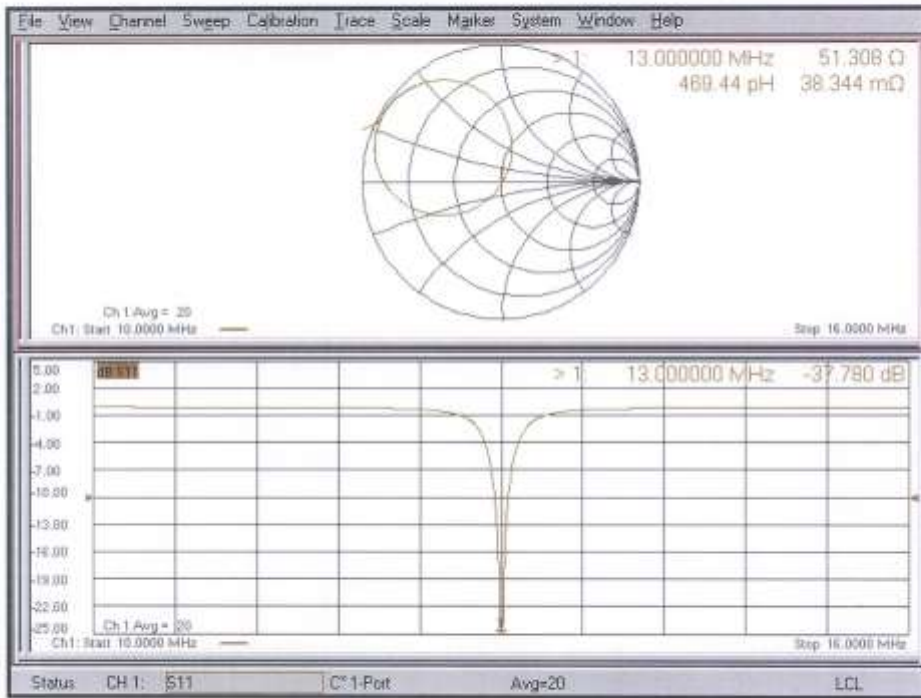 File View Channel Sweep Calibration Trace Scale Marker System Window Help
> 1: 13.000000 MHz 51.308 Ω
469.44 pH 38.344 mΩ
Ch 1 Avg = 20
Ch1: Start 10.0000 MHz Stop 16.0000 MHz
5.00 dB S11 > 1: 13.000000 MHz -37.780 dB
2.00
-1.00
-4.00
-7.00
-10.00
-13.00
-16.00
-19.00
-22.00
-25.00 Ch 1 Avg = 20
Ch1: Start 10.0000 MHz Stop 16.0000 MHz
Status CH 1: S11 C* 1-Port Avg=20 LCL